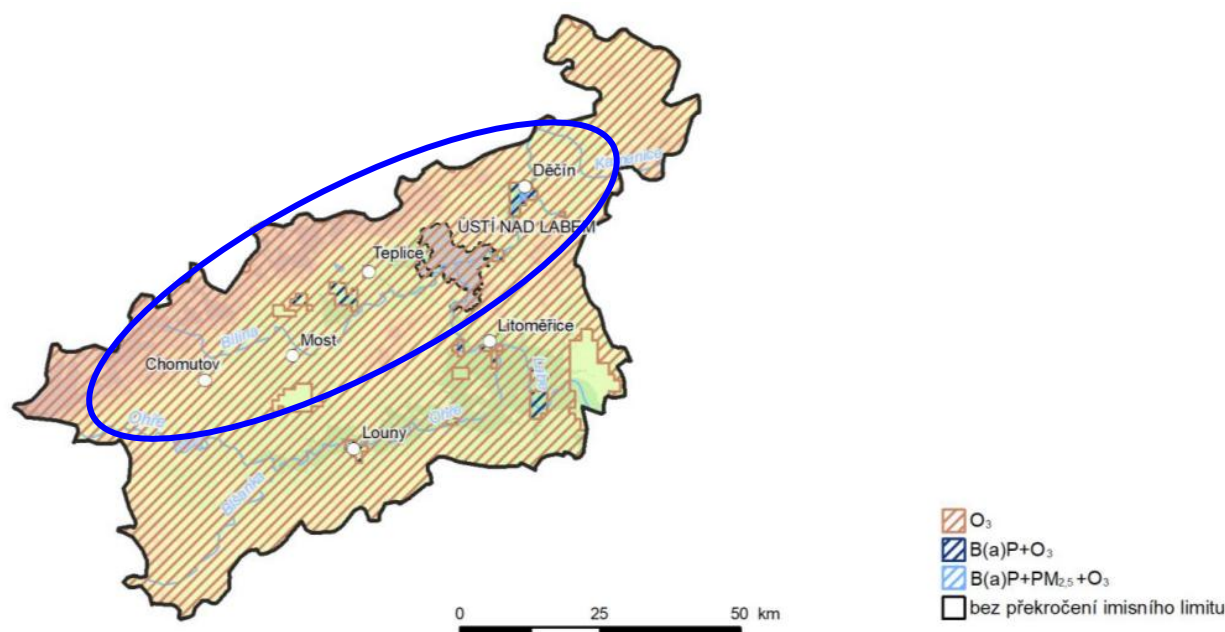 Děčín
Kamenice
ÚSTÍ NAD LABEM
Teplice
Bílina
Most
Litoměřice
Chomutov
Labe
Ohře
Ohře
Louny
Blšanka
0 25 50 km
O₃
B(a)P+O₃
B(a)P+PM₂,₅+O₃
bez překročení imisního limitu